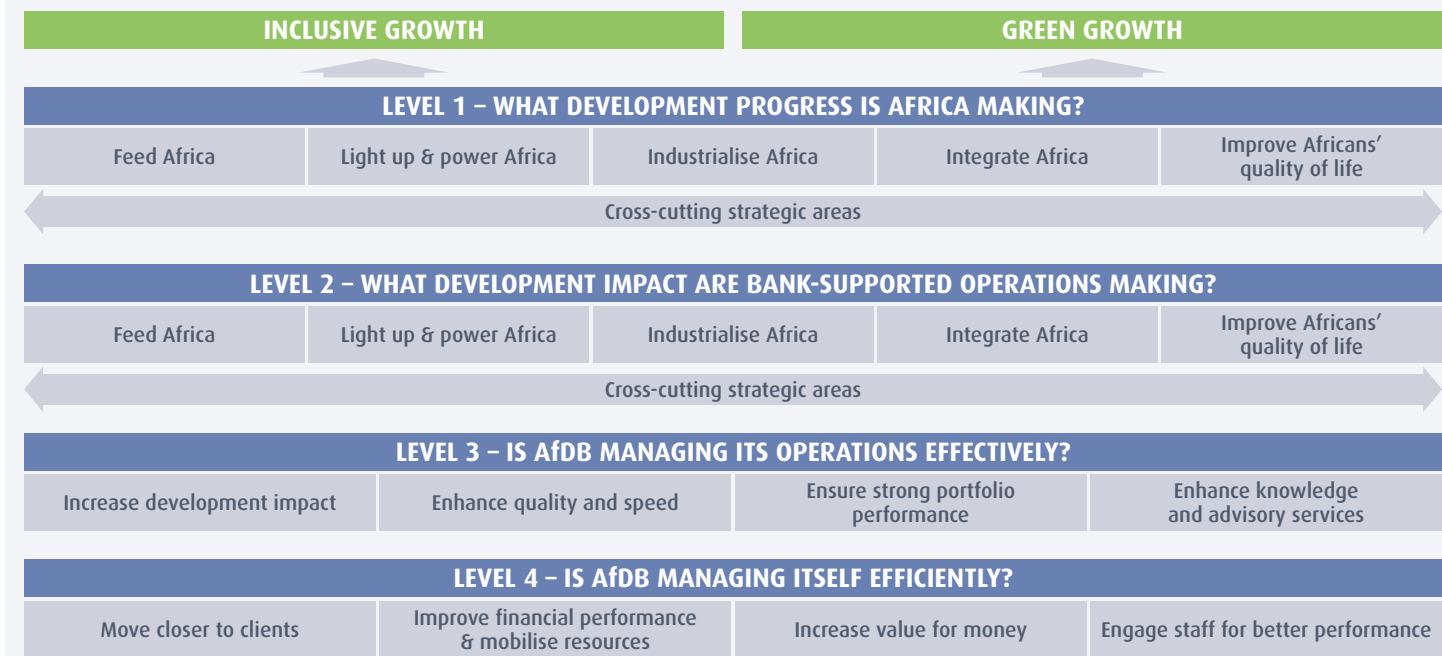 INCLUSIVE GROWTH
GREEN GROWTH
LEVEL 1 – WHAT DEVELOPMENT PROGRESS IS AFRICA MAKING?
Feed Africa
Light up & power Africa
Industrialise Africa
Integrate Africa
Improve Africans'
quality of life
Cross-cutting strategic areas
LEVEL 2 – WHAT DEVELOPMENT IMPACT ARE BANK-SUPPORTED OPERATIONS MAKING?
Feed Africa
Light up & power Africa
Industrialise Africa
Integrate Africa
Improve Africans'
quality of life
Cross-cutting strategic areas
LEVEL 3 – IS AfDB MANAGING ITS OPERATIONS EFFECTIVELY?
Increase development impact
Enhance quality and speed
Ensure strong portfolio
performance
Enhance knowledge
and advisory services
LEVEL 4 – IS AfDB MANAGING ITSELF EFFICIENTLY?
Move closer to clients
Improve financial performance
& mobilise resources
Increase value for money
Engage staff for better performance